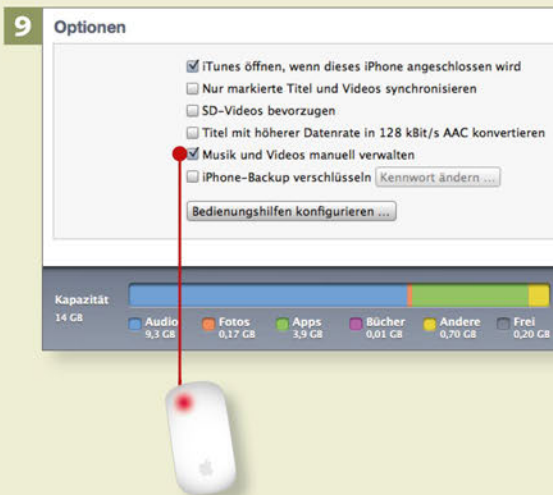 9
Optionen
iTunes öffnen, wenn dieses iPhone angeschlossen wird
Nur markierte Titel und Videos synchronisieren
SD-Videos bevorzugen
Titel mit höherer Datenrate in 128 kBit/s AAC konvertieren
Musik und Videos manuell verwalten
iPhone-Backup verschlüsseln Kennwort ändern ...
Bedienungshilfen konfigurieren ...
Kapazität
14 GB
Audio Fotos Apps Bücher Andere Frei
9,3 GB 0,17 GB 3,9 GB 0,01 GB 0,70 GB 0,20 GB